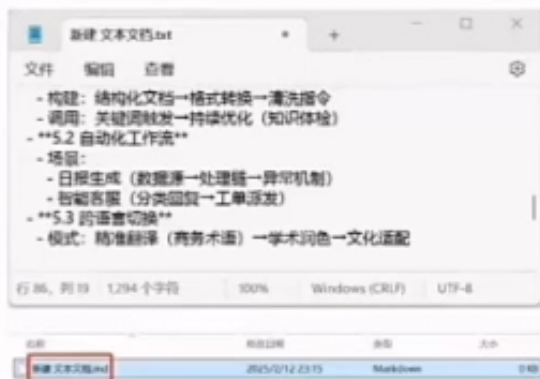 新建 文本文档.txt
文件 编辑 查看
- 构建：结构化文档→格式转换→清洗指令
- 调用：关键词触发→持续优化（知识体检）
- **5.2 自动化工作流**
- 场景：
- 日报生成（数据源→处理链→异常机制）
- 智能客服（分类回复→工单派发）
- **5.3 跨语言切换**
- 模式：精准翻译（商务术语）→学术润色→文化适配
行 86，列 19 1,294 个字符 100% Windows (CRLF) UTF-8
名称 修改日期 类型 大小
新建 文本文档.md 2025/2/12 23:15 Markdown 0 KB